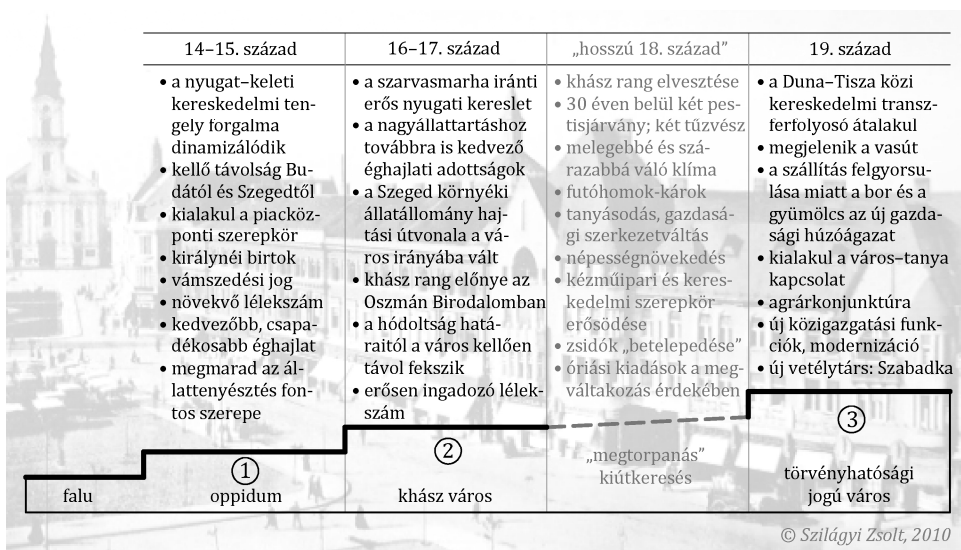 14–15. század
• a nyugat–keleti
kereskedelmi ten-
gely forgalma
dinamizálódik
• kellő távolság Bu-
dától és Szegedtől
• kialakul a piacköz-
ponti szerepkör
• királynéi birtok
• vámszedési jog
• növekvő lélekszám
• kedvezőbb, csapa-
dékosabb éghajlat
• megmarad az ál-
lattenyésztés fon-
tos szerepe
16–17. század
• a szarvasmarha iránti
erős nyugati kereslet
• a nagyállattartáshoz
továbbra is kedvező
éghajlati adottságok
• a Szeged környéki
állatállomány haj-
tási útvonala a vá-
ros irányába vált
• khász rang előnye az
Oszmán Birodalomban
• a hódoltság hatá-
raitól a város kellően
távol fekszik
• erősen ingadozó lélek-
szám
„hosszú 18. század”
• khász rang elvesztése
• 30 éven belül két pes-
tisjárvány; két tűzvész
• melegebbé és szá-
razabbá váló klíma
• futóhomok-károk
• tanyásodás, gazdasá-
gi szerkezetváltás
• népességnövekedés
• kézműipari és keres-
kedelmi szerepkör
erősödése
• zsidók „betelepedése”
• óriási kiadások a meg-
váltakozás érdekében
19. század
• a Duna–Tisza közi
kereskedelmi transz-
ferfolyosó átalakul
• megjelenik a vasút
• a szállítás felgyorsu-
lása miatt a bor és a
gyümölcs az új gazda-
sági húzóágazat
• kialakul a város–tanya
kapcsolat
• agrárkonjunktúra
• új közigazgatási funk-
ciók, modernizáció
• új vetélytárs: Szabadka
falu
1
oppidum
2
khász város
„megtorpanás”
kiútkeresés
3
törvényhatósági
jogú város
© Szilágyi Zsolt, 2010